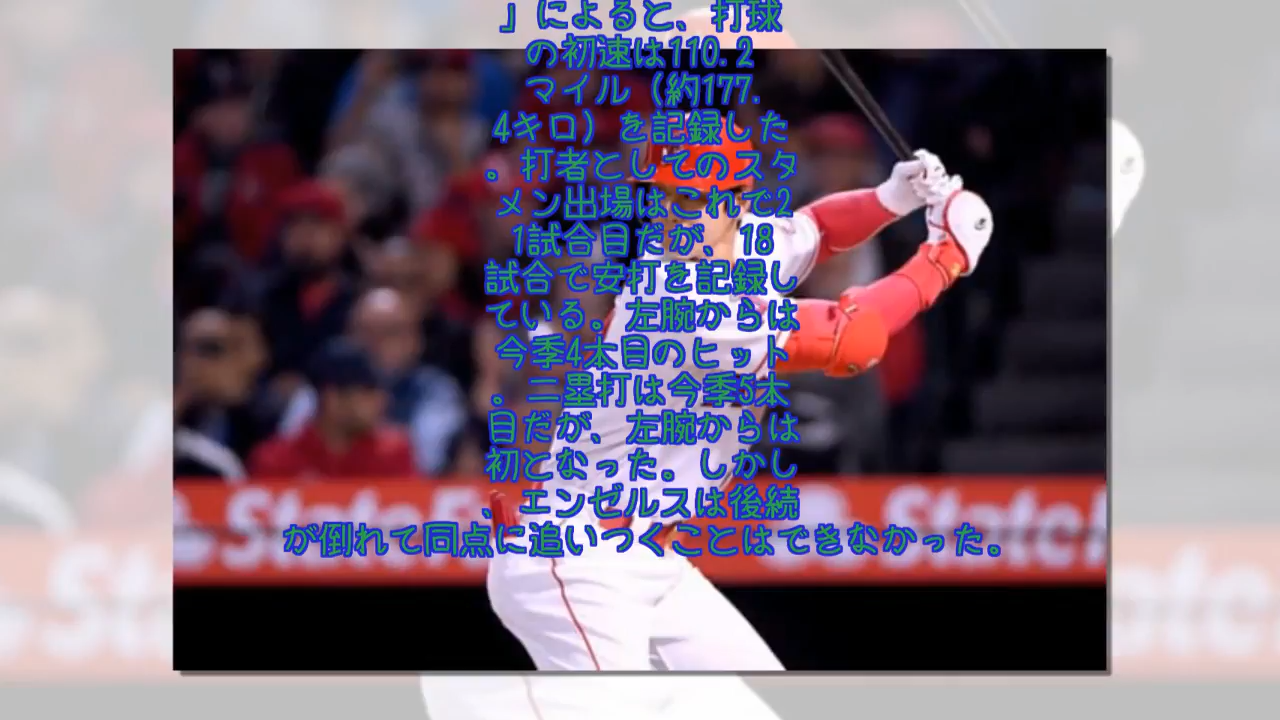 」によると、打球
の初速は110.2
マイル（約177.
4キロ）を記録した
。打者としてのスタ
メン出場はこれで2
1試合目だが、18
試合で安打を記録し
ている。左腕からは
今季4本目のヒット
。二塁打は今季5本
目だが、左腕からは
初となった。しかし
、エンゼルスは後続
が倒れて同点に追いつくことはできなかった。
StateF
StateF